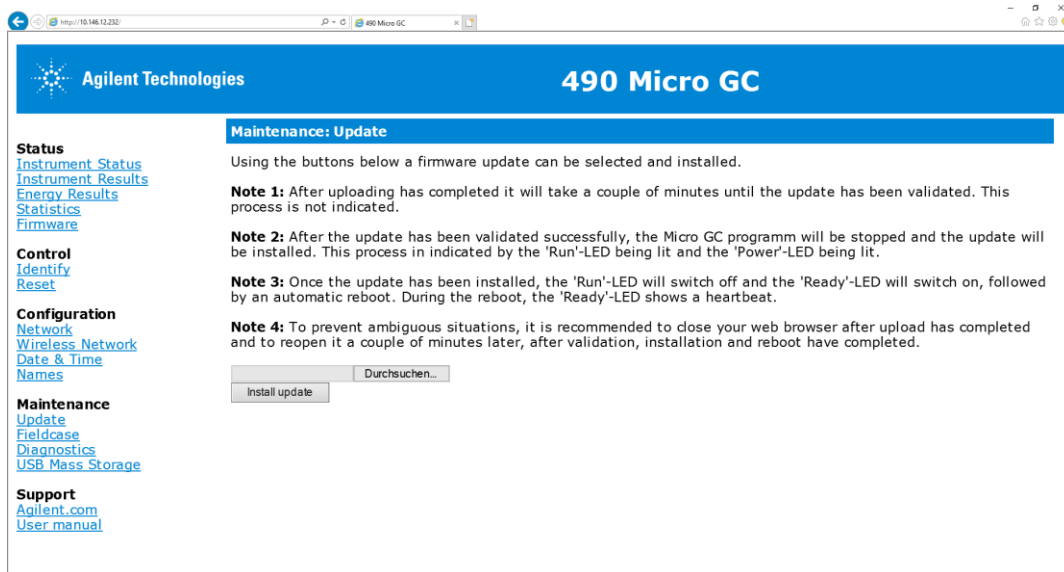 http://10.146.12.232/
490 Micro GC
Agilent Technologies
490 Micro GC
Status
Instrument Status
Instrument Results
Energy Results
Statistics
Firmware
Control
Identify
Reset
Configuration
Network
Wireless Network
Date & Time
Names
Maintenance
Update
Fieldcase
Diagnostics
USB Mass Storage
Support
Agilent.com
User manual
Maintenance: Update
Using the buttons below a firmware update can be selected and installed.
Note 1: After uploading has completed it will take a couple of minutes until the update has been validated. This
process is not indicated.
Note 2: After the update has been validated successfully, the Micro GC programm will be stopped and the update will
be installed. This process in indicated by the 'Run'-LED being lit and the 'Power'-LED being lit.
Note 3: Once the update has been installed, the 'Run'-LED will switch off and the 'Ready'-LED will switch on, followed
by an automatic reboot. During the reboot, the 'Ready'-LED shows a heartbeat.
Note 4: To prevent ambiguous situations, it is recommended to close your web browser after upload has completed
and to reopen it a couple of minutes later, after validation, installation and reboot have completed.
Durchsuchen...
Install update